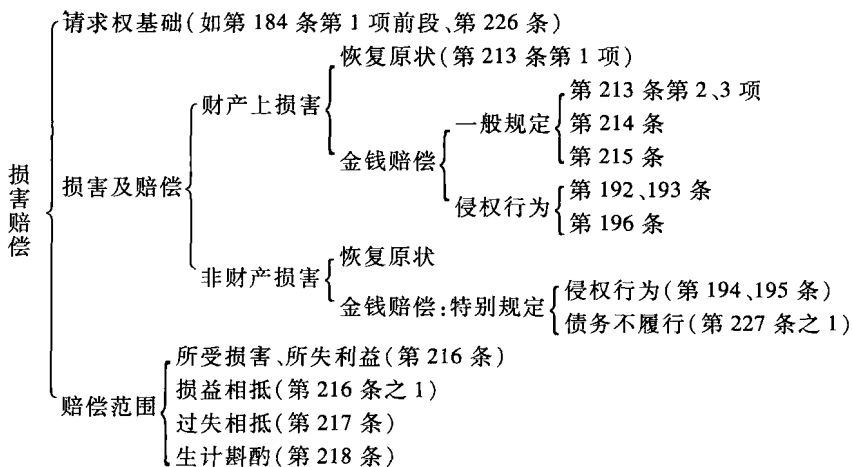 请求权基础(如第184条第1项前段、第226条)
恢复原状(第213条第1项)
财产上损害
第213条第2、3项
一般规定
第214条
金钱赔偿
第215条
损害赔偿
损害及赔偿
第192、193条
侵权行为
第196条
恢复原状
非财产损害
侵权行为(第194、195条)
金钱赔偿:特别规定
债务不履行(第227条之1)
所受损害、所失利益(第216条)
损益相抵(第216条之1)
赔偿范围
过失相抵(第217条)
生计斟酌(第218条)